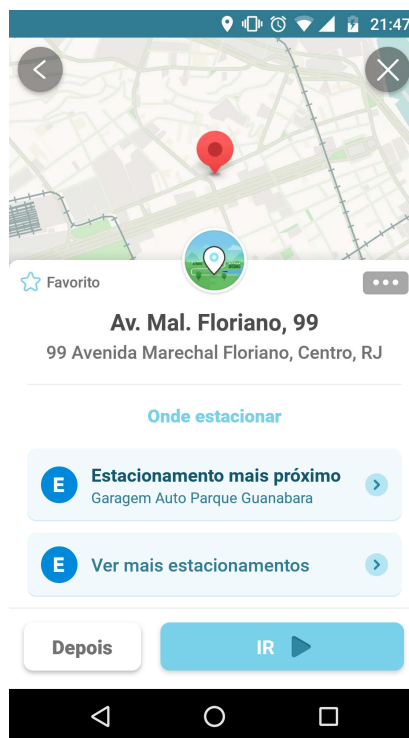 21:47
Favorito
Av. Mal. Floriano, 99
99 Avenida Marechal Floriano, Centro, RJ
Onde estacionar
E Estacionamento mais próximo
Garagem Auto Parque Guanabara
E Ver mais estacionamentos
Depois IR